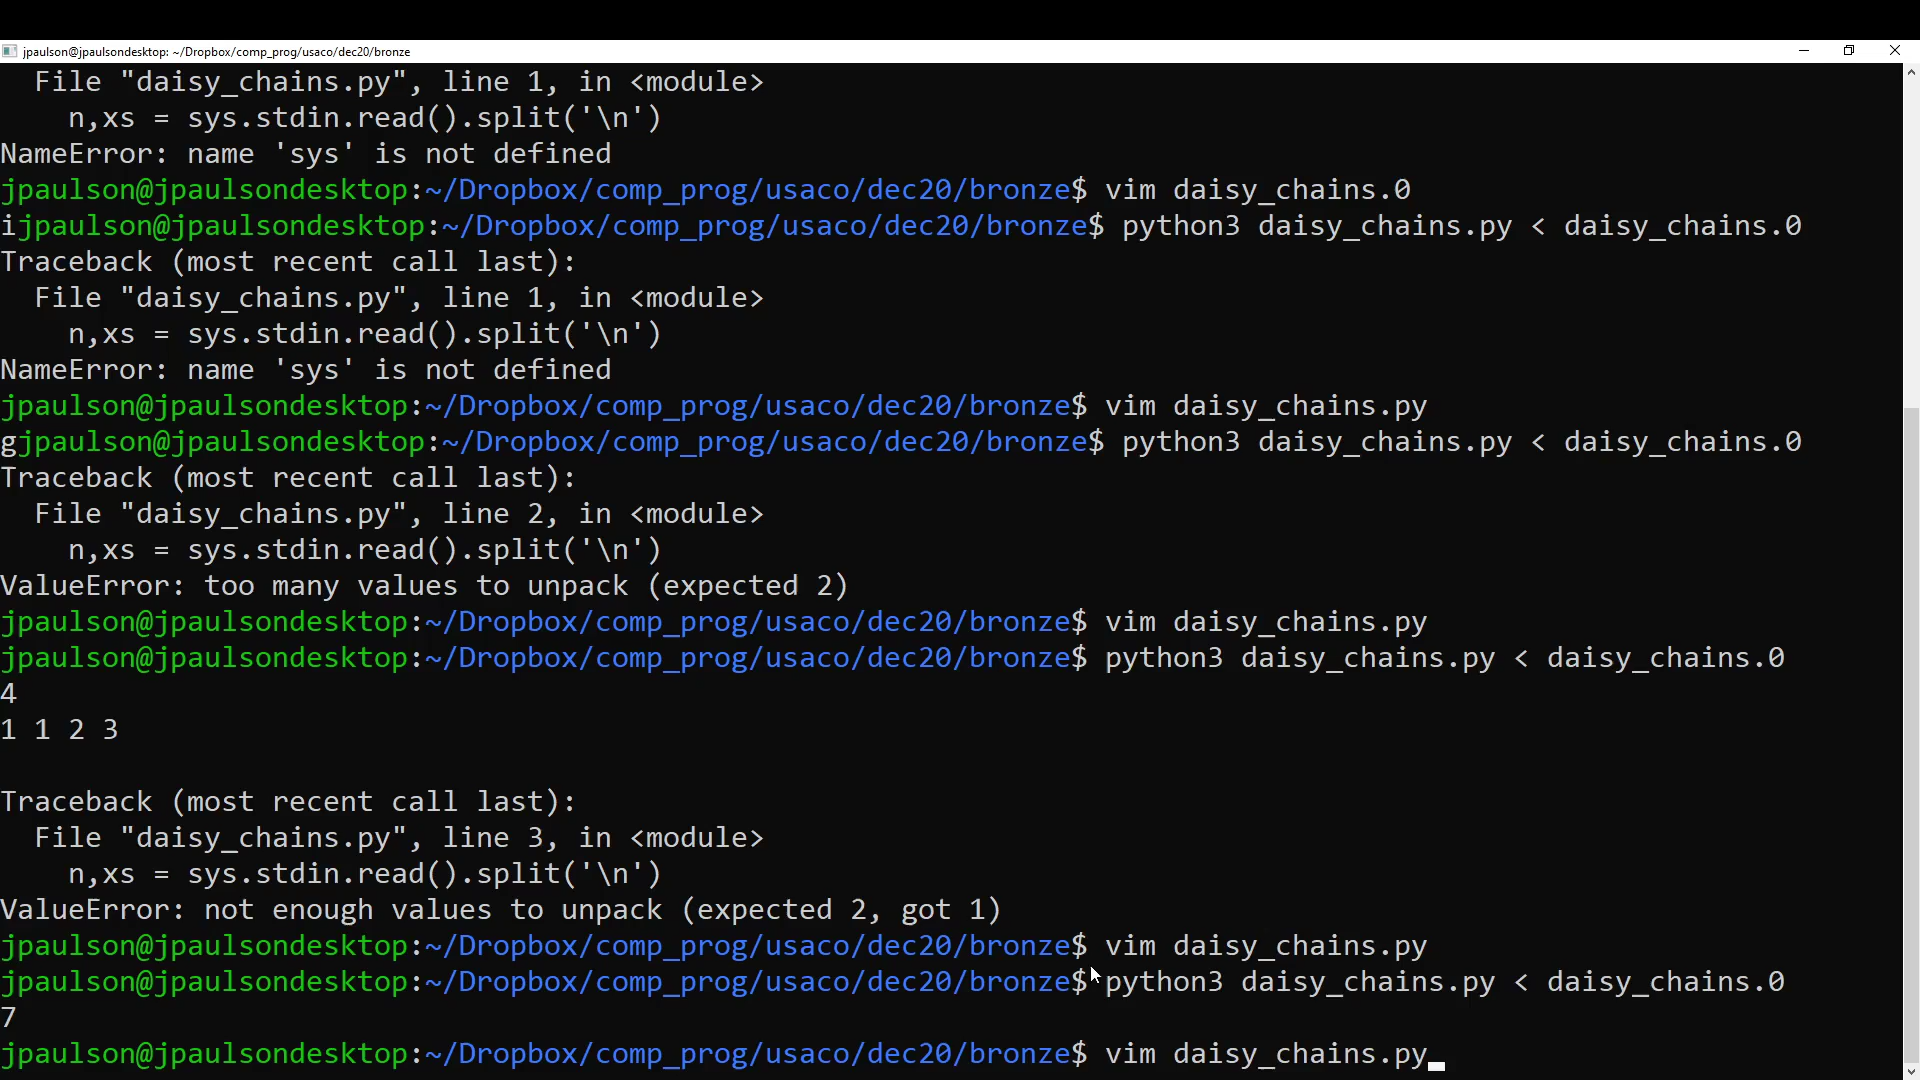 jpaulson@jpaulsondesktop: ~/Dropbox/comp_prog/usaco/dec20/bronze
  File "daisy_chains.py", line 1, in <module>
    n,xs = sys.stdin.read().split('\n')
NameError: name 'sys' is not defined
jpaulson@jpaulsondesktop:~/Dropbox/comp_prog/usaco/dec20/bronze$ vim daisy_chains.0
ijpaulson@jpaulsondesktop:~/Dropbox/comp_prog/usaco/dec20/bronze$ python3 daisy_chains.py < daisy_chains.0
Traceback (most recent call last):
  File "daisy_chains.py", line 1, in <module>
    n,xs = sys.stdin.read().split('\n')
NameError: name 'sys' is not defined
jpaulson@jpaulsondesktop:~/Dropbox/comp_prog/usaco/dec20/bronze$ vim daisy_chains.py
gjpaulson@jpaulsondesktop:~/Dropbox/comp_prog/usaco/dec20/bronze$ python3 daisy_chains.py < daisy_chains.0
Traceback (most recent call last):
  File "daisy_chains.py", line 2, in <module>
    n,xs = sys.stdin.read().split('\n')
ValueError: too many values to unpack (expected 2)
jpaulson@jpaulsondesktop:~/Dropbox/comp_prog/usaco/dec20/bronze$ vim daisy_chains.py
jpaulson@jpaulsondesktop:~/Dropbox/comp_prog/usaco/dec20/bronze$ python3 daisy_chains.py < daisy_chains.0
4
1 1 2 3

Traceback (most recent call last):
  File "daisy_chains.py", line 3, in <module>
    n,xs = sys.stdin.read().split('\n')
ValueError: not enough values to unpack (expected 2, got 1)
jpaulson@jpaulsondesktop:~/Dropbox/comp_prog/usaco/dec20/bronze$ vim daisy_chains.py
jpaulson@jpaulsondesktop:~/Dropbox/comp_prog/usaco/dec20/bronze$ python3 daisy_chains.py < daisy_chains.0
7
jpaulson@jpaulsondesktop:~/Dropbox/comp_prog/usaco/dec20/bronze$ vim daisy_chains.py